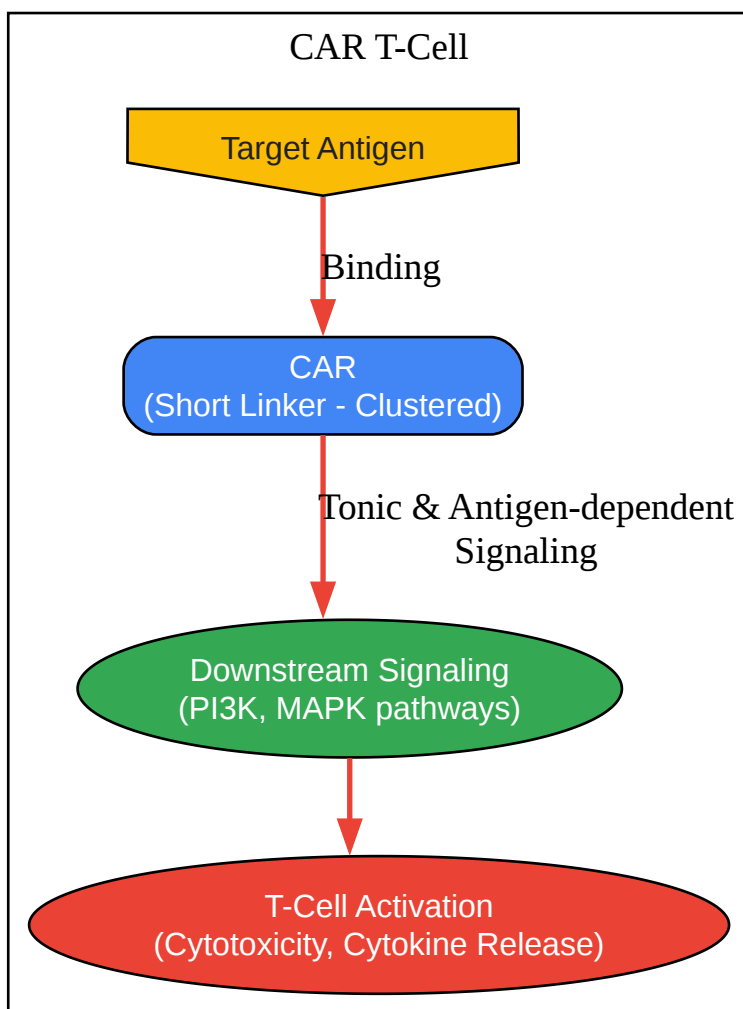 CAR T-Cell
Target Antigen
Binding
CAR
(Short Linker - Clustered)
Tonic & Antigen-dependent
Signaling
Downstream Signaling
(PI3K, MAPK pathways)
T-Cell Activation
(Cytotoxicity, Cytokine Release)